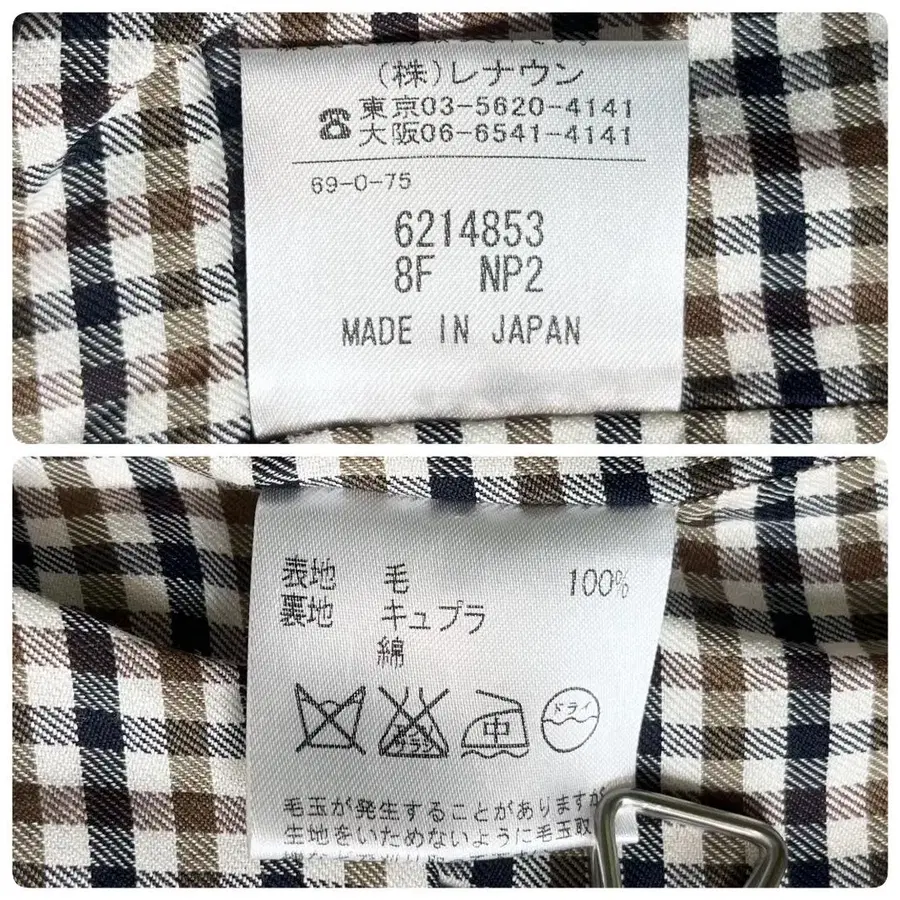 (株)レナウン
☎東京03-5620-4141
大阪06-6541-4141
69-0-75
6214853
8F NP2
MADE IN JAPAN
表地 毛 100%
裏地 キュプラ
綿
サラシ 中 ドライ
毛玉が発生することがありますが
生地をいためないように毛玉取